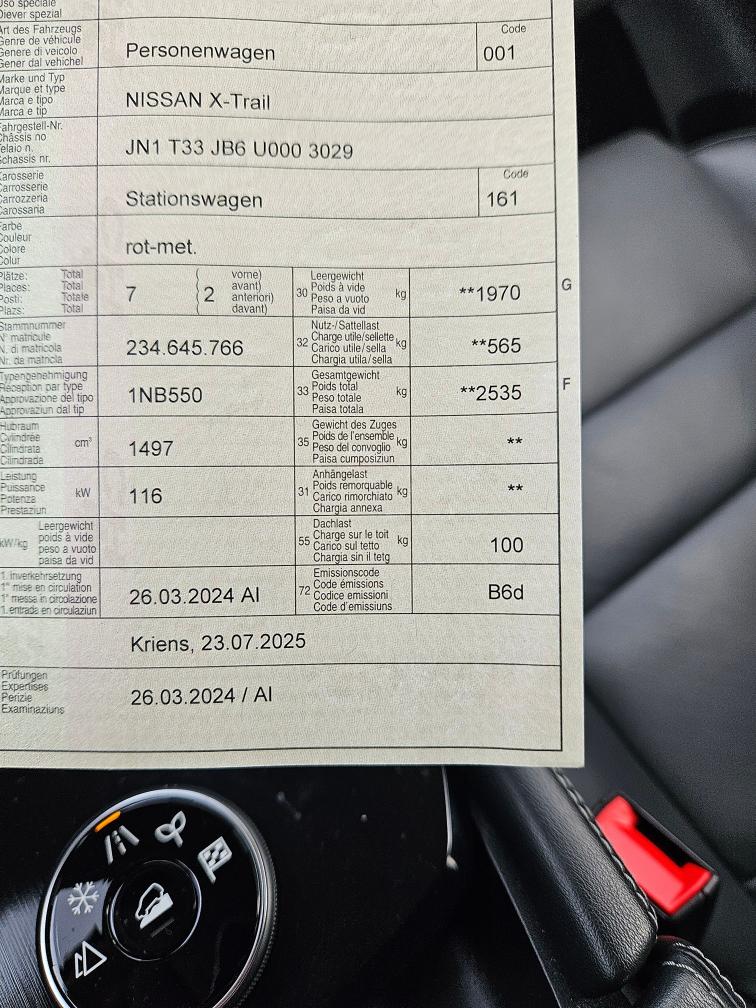 Uso speciale
Diever spezial
Art des Fahrzeugs
Genre de véhicule
Genere di veicolo
Gener dal vehichel
Personenwagen
Code
001
Marke und Typ
Marque et type
Marca e tipo
Marca e tip
NISSAN X-Trail
Fahrgestell-Nr.
Châssis no
Telaio n.
Schassis nr.
JN1 T33 JB6 U000 3029
Karosserie
Carrosserie
Carrozzeria
Carossaria
Stationswagen
Code
161
Farbe
Couleur
Colore
Colur
rot-met.
Plätze: Total
Places: Total
Posti: Totale
Plazs: Total
7
( 2
vorne)
avant)
anteriori)
davant)
30 Leergewicht
Poids à vide
Peso a vuoto
Paisa da vid
kg
**1970
G
Stammnummer
N° matricule
N. di matricola
Nr. da matricla
234.645.766
32 Nutz-/Sattellast
Charge utile/sellette
Carico utile/sella
Chargia utila/sella
kg
**565
Typengenehmigung
Réception par type
Approvazione del tipo
Approvaziun dal tip
1NB550
33 Gesamtgewicht
Poids total
Peso totale
Paisa totala
kg
**2535
F
Hubraum
Cylindrée
Cilindrata
Cilindrada
cm³
1497
35 Gewicht des Zuges
Poids de l'ensemble
Peso del convoglio
Paisa cumposiziun
kg
**
Leistung
Puissance
Potenza
Prestaziun
kW
116
31 Anhängelast
Poids remorquable
Carico rimorchiato
Chargia annexa
kg
**
kW/kg
Leergewicht
poids à vide
peso a vuoto
paisa da vid
55 Dachlast
Charge sur le toit
Carico sul tetto
Chargia sin il tetg
kg
100
1. Inverkehrsetzung
1re mise en circulation
1a messa in circolazione
1. entrada en circulaziun
26.03.2024 AI
72 Emissionscode
Code émissions
Codice emissioni
Code d'emissiuns
B6d
Kriens, 23.07.2025
Prüfungen
Expertises
Perizie
Examinaziuns
26.03.2024 / AI